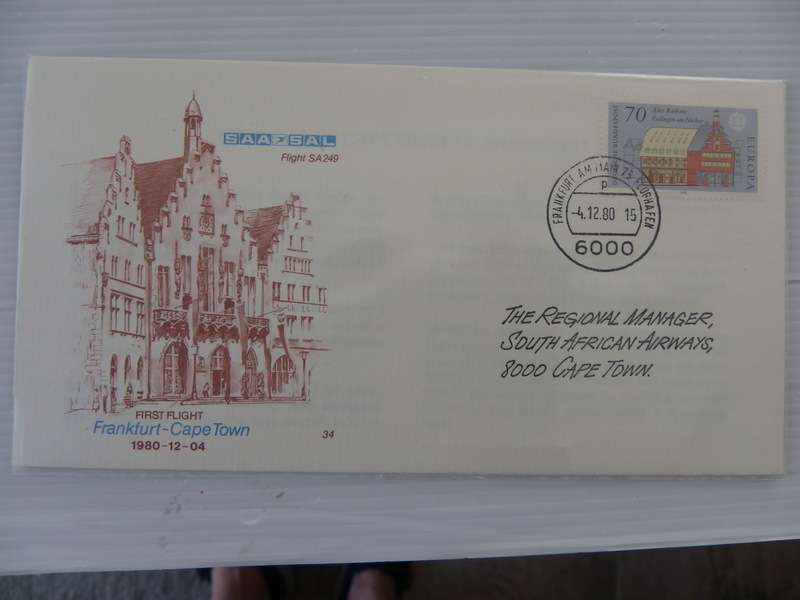 SAA SAL
Flight SA249
FIRST FLIGHT
Frankfurt-Cape Town
1980-12-04
34
70
Altes Rathaus
Esslingen am Neckar
EUROPA
BUNDESPOST
FRANKFURT AM MAIN 75 FLUGHAFEN
p
-4.12.80 15
6000
THE REGIONAL MANAGER,
SOUTH AFRICAN AIRWAYS,
8000 CAPE TOWN.